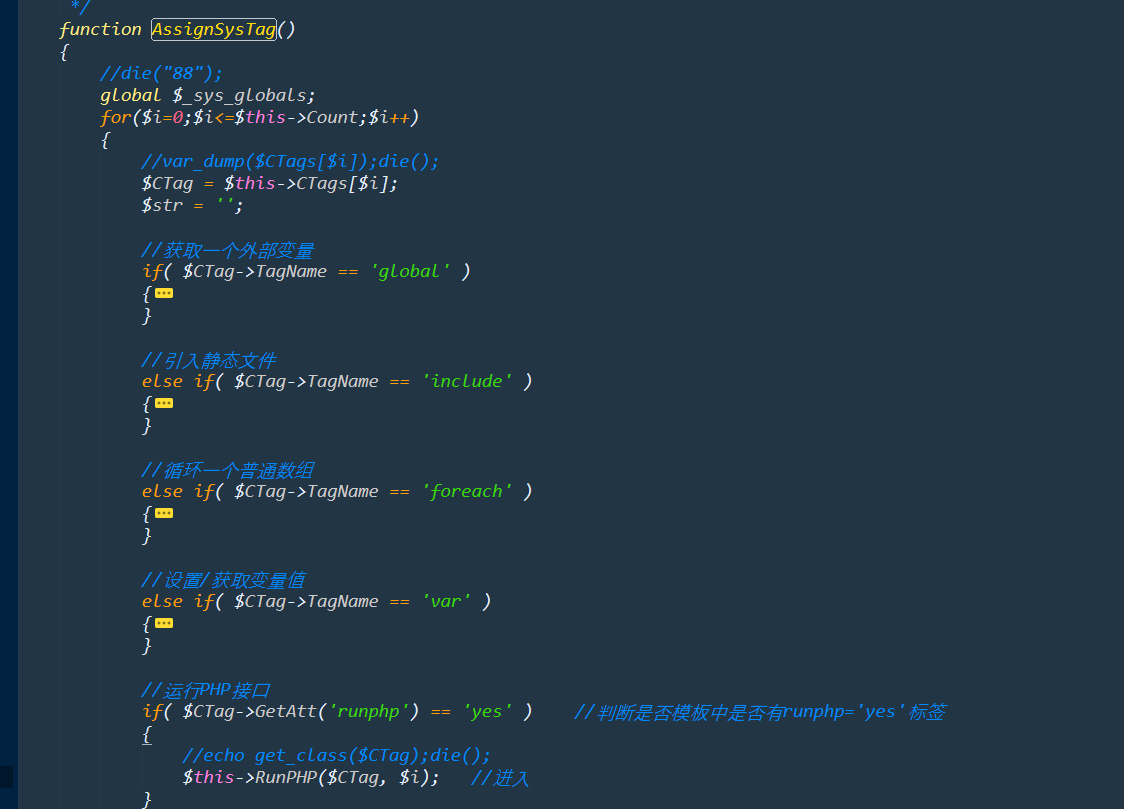 */
function AssignSysTag()
{
//die("88");
global $_sys_globals;
for($i=0;$i<=$this->Count;$i++)
{
//var_dump($CTags[$i]);die();
$CTag = $this->CTags[$i];
$str = '';
//获取一个外部变量
if( $CTag->TagName == 'global' )
{
}
//引入静态文件
else if( $CTag->TagName == 'include' )
{
}
//循环一个普通数组
else if( $CTag->TagName == 'foreach' )
{
}
//设置/获取变量值
else if( $CTag->TagName == 'var' )
{
}
//运行PHP接口
if( $CTag->GetAtt('runphp') == 'yes' ) //判断是否模板中是否有runphp='yes'标签
{
//echo get_class($CTag);die();
$this->RunPHP($CTag, $i); //进入
}